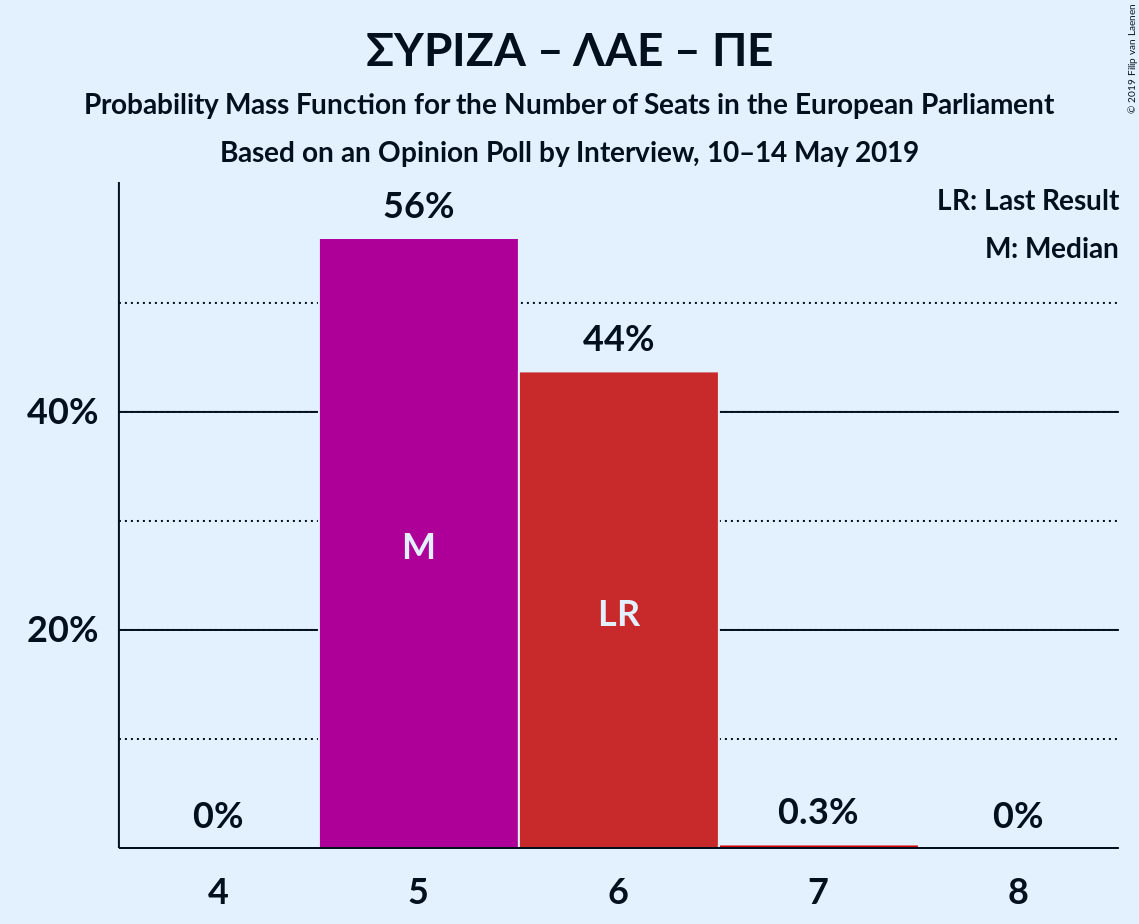 ΣΥΡΙΖΑ – ΛΑΕ – ΠΕ
Probability Mass Function for the Number of Seats in the European Parliament
Based on an Opinion Poll by Interview, 10–14 May 2019
© 2019 Filip van Laenen
LR: Last Result
M: Median
56%
44%
40%
M
LR
20%
0%
0.3%
0%
4
5
6
7
8